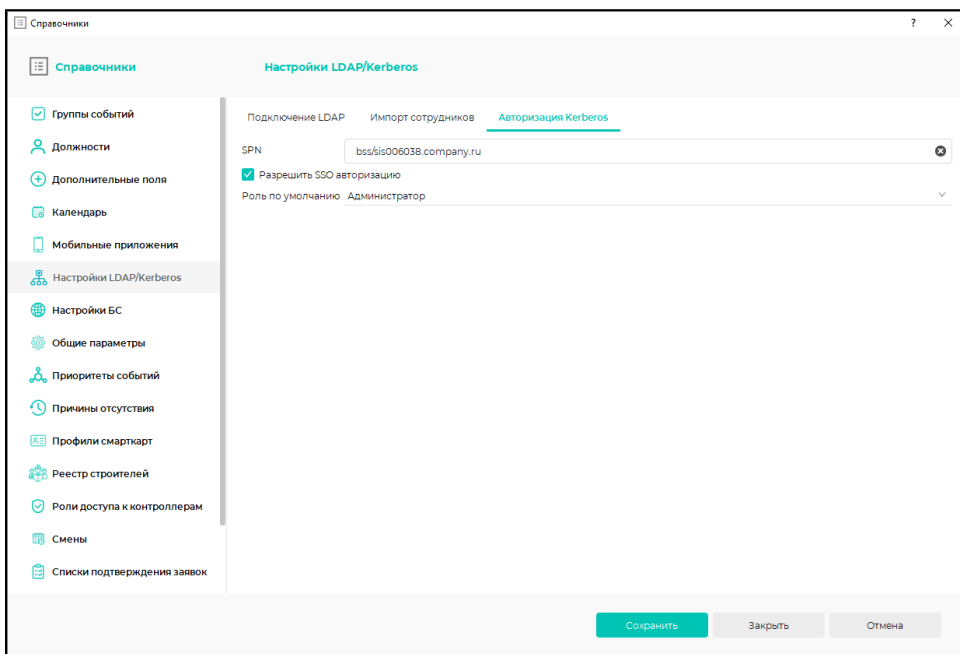 Справочники
?
Справочники
Настройки LDAP/Kerberos
Группы событий
Должности
Дополнительные поля
Календарь
Мобильные приложения
Настройки LDAP/Kerberos
Настройки БС
Общие параметры
Приоритеты событий
Причины отсутствия
Профили смарткарт
Реестр строителей
Роли доступа к контроллерам
Смены
Списки подтверждения заявок
Подключение LDAP Импорт сотрудников Авторизация Kerberos
SPN bss/sis006038.company.ru
Разрешить SSO авторизацию
Роль по умолчанию Администратор
Сохранить Закрыть Отмена